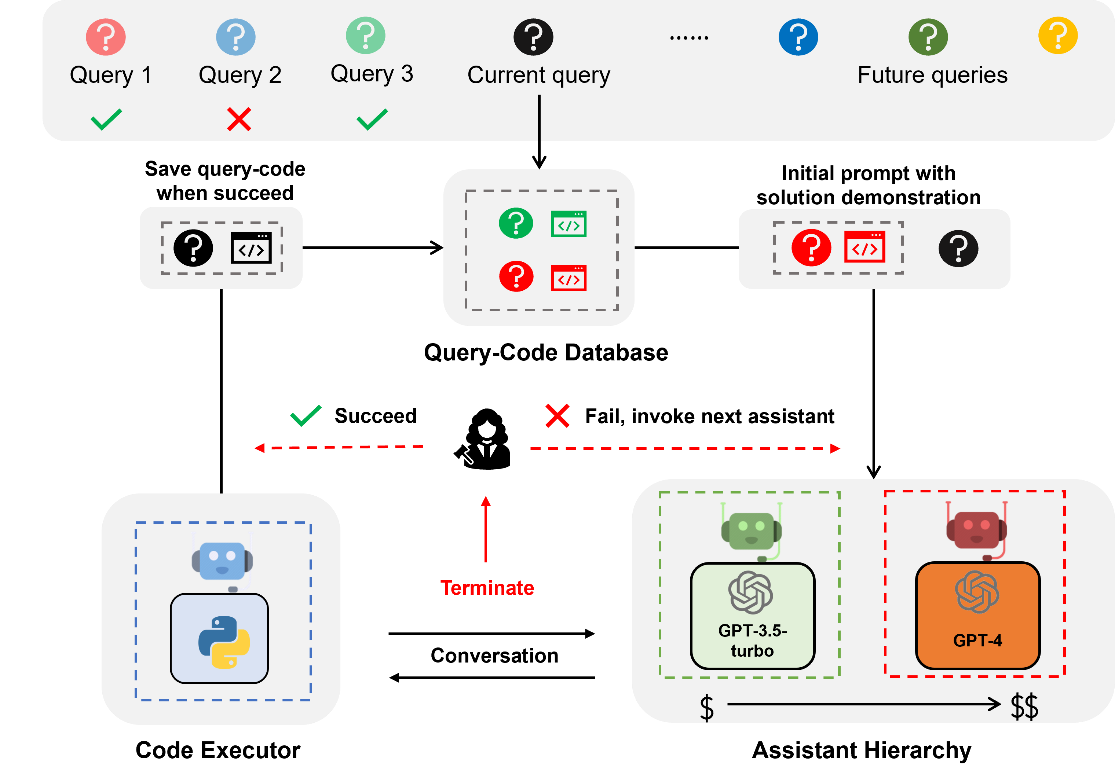 Query 1
Query 2
Query 3
Current query
......
Future queries
Save query-code
when succeed
Initial prompt with
solution demonstration
</>
</>
</>
</>
Query-Code Database
Succeed
Fail, invoke next assistant
Terminate
Conversation
GPT-3.5-
turbo
GPT-4
$
$$
Code Executor
Assistant Hierarchy